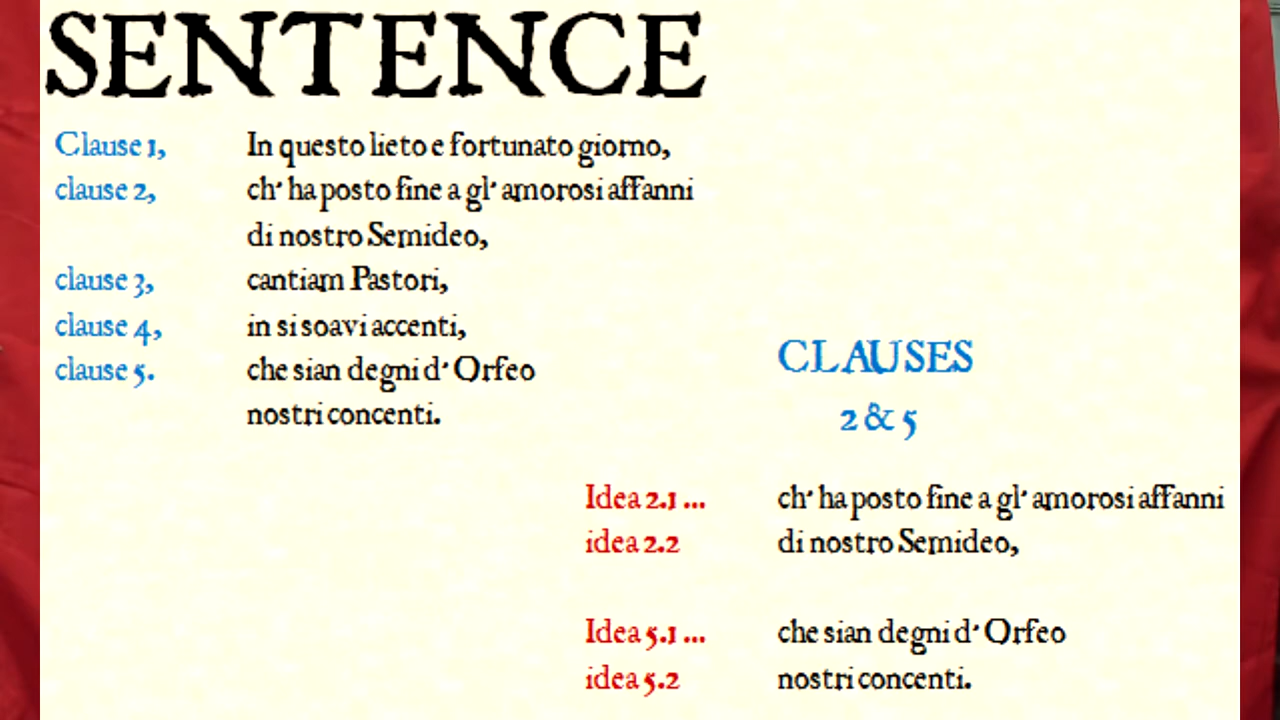 SENTENCE
Clause 1, In questo lieto e fortunato giorno,
clause 2, ch' ha posto fine a gl' amorosi affanni
di nostro Semideo,
clause 3, cantiam Pastori,
clause 4, in si soavi accenti,
clause 5. che sian degni d' Orfeo
nostri concenti.
CLAUSES
2 & 5
Idea 2.1 ... ch' ha posto fine a gl' amorosi affanni
idea 2.2 di nostro Semideo,
Idea 5.1 ... che sian degni d' Orfeo
idea 5.2 nostri concenti.